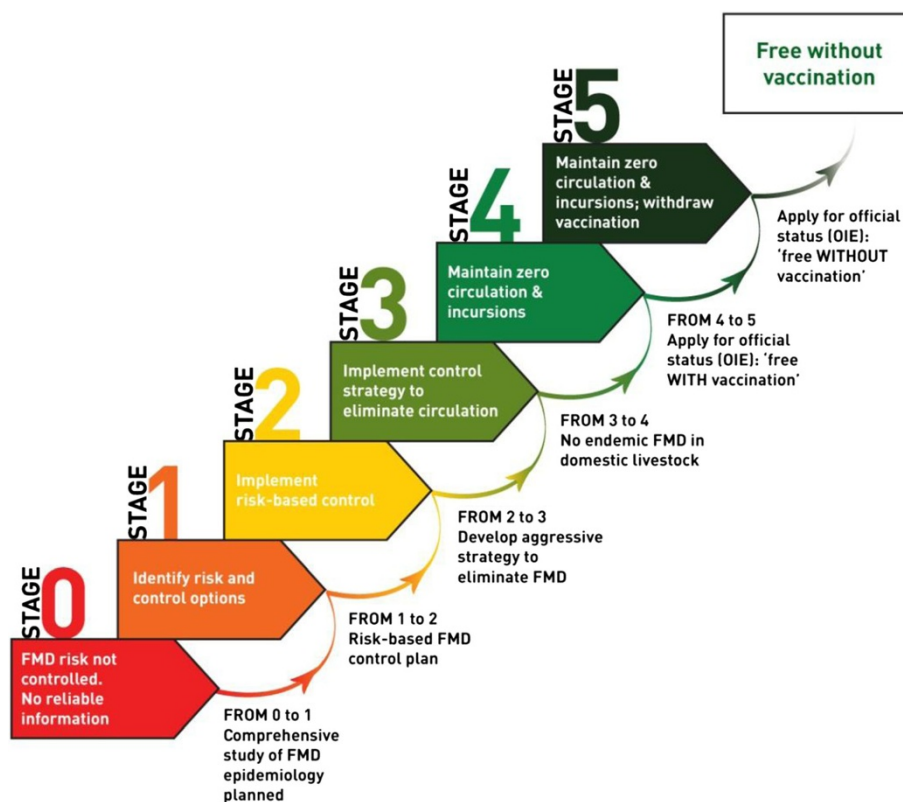 Free without
vaccination
STAGE 5
Maintain zero
circulation &
incursions; withdraw
vaccination
Apply for official
status (OIE):
‘free WITHOUT
vaccination’
STAGE 4
Maintain zero
circulation &
incursions
FROM 4 to 5
Apply for official
status (OIE): ‘free
WITH vaccination’
STAGE 3
Implement control
strategy to
eliminate circulation
FROM 3 to 4
No endemic FMD in
domestic livestock
STAGE 2
Implement
risk-based control
FROM 2 to 3
Develop aggressive
strategy to
eliminate FMD
STAGE 1
Identify risk and
control options
FROM 1 to 2
Risk-based FMD
control plan
STAGE 0
FMD risk not
controlled.
No reliable
information
FROM 0 to 1
Comprehensive
study of FMD
epidemiology
planned